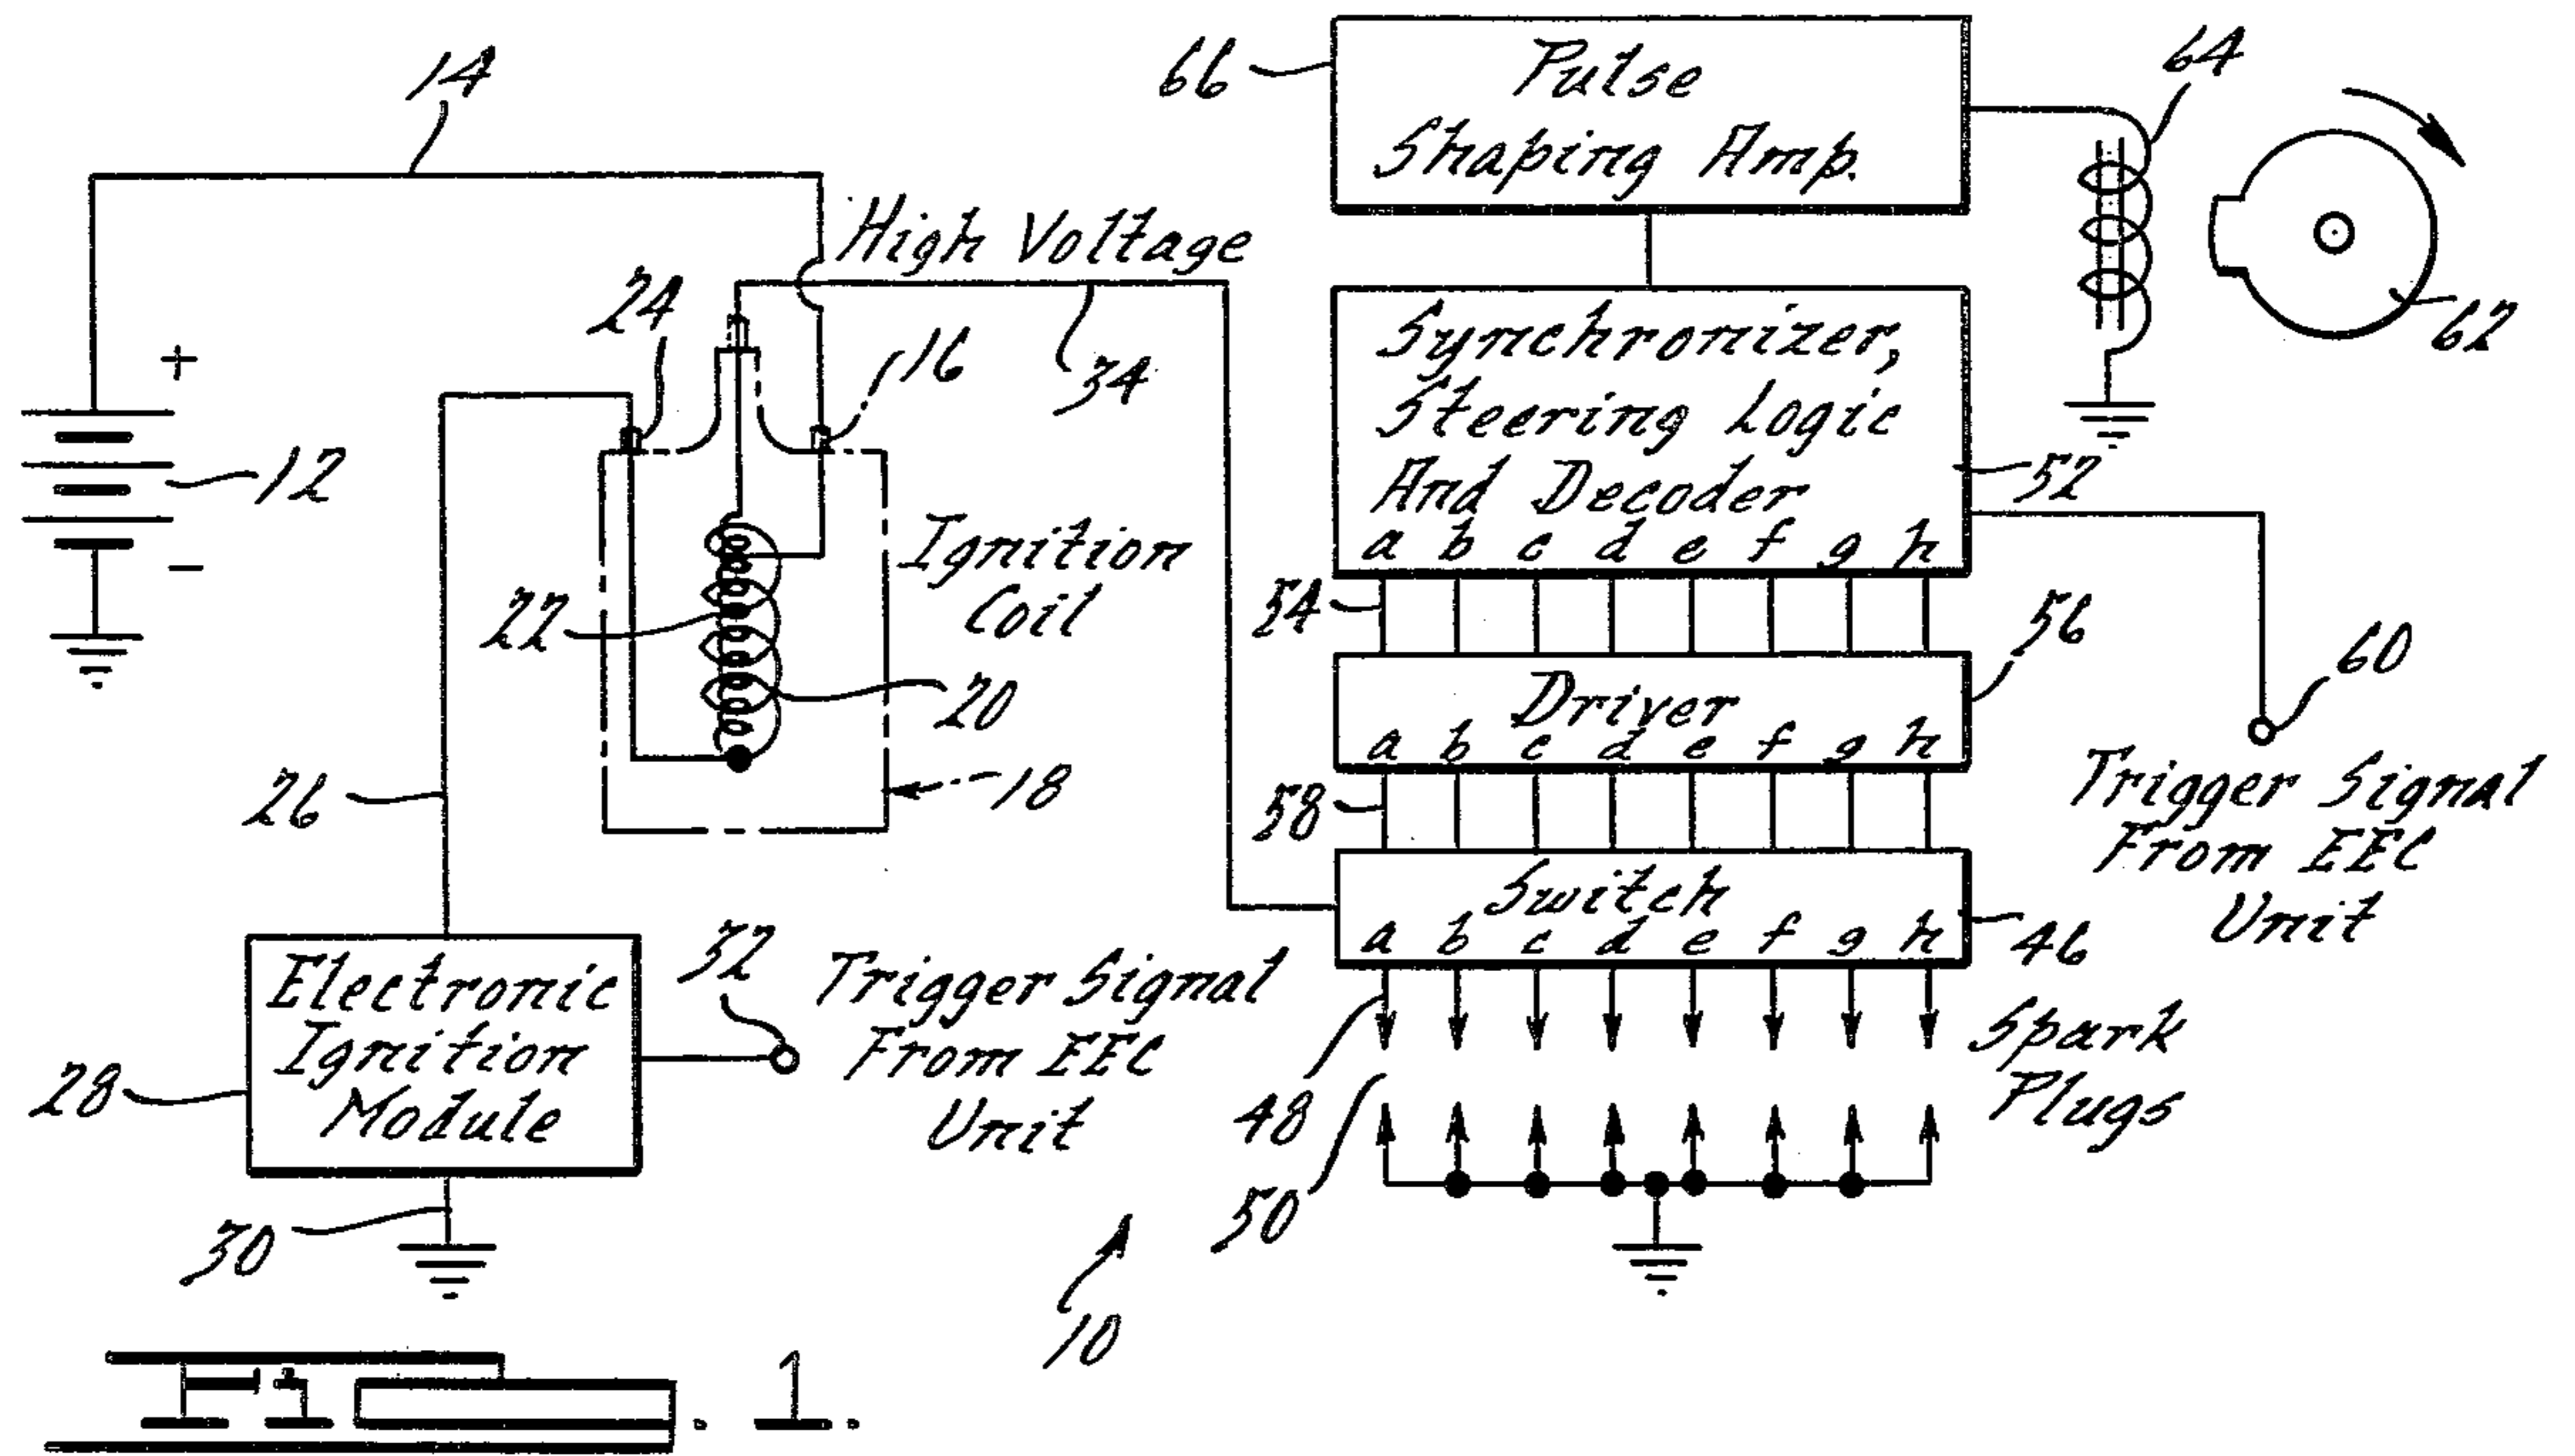 14
66
Pulse
Shaping Amp.
64
High Voltage
24
16
34
62
+
12
-
Synchronizer,
Steering Logic
And Decoder
a b c d e f g h
52
Ignition
Coil
22
20
18
54
Driver
a b c d e f g h
56
60
26
58
Trigger Signal
From EEC
Unit
Switch
a b c d e f g h
46
Electronic
Ignition
Module
28
32
Trigger Signal
From EEC
Unit
48
50
Spark
Plugs
30
10
Fig. 1.